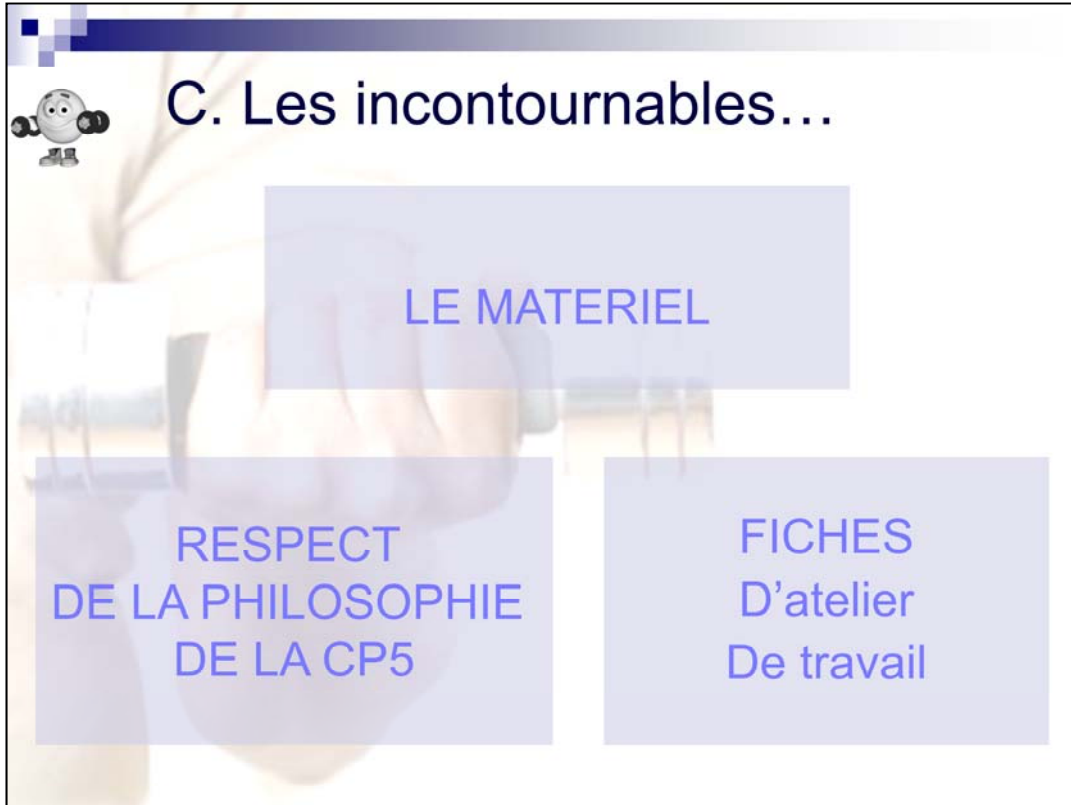 C. Les incontournables…
LE MATERIEL
RESPECT
DE LA PHILOSOPHIE
DE LA CP5
FICHES
D’atelier
De travail